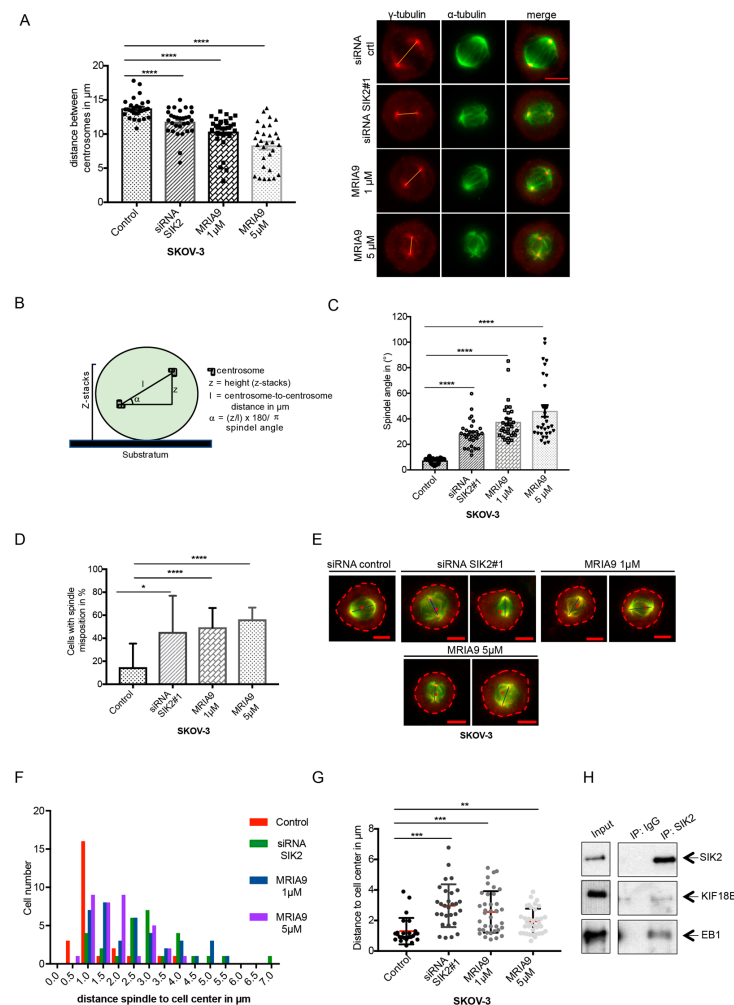 A
γ-tubulin α-tubulin merge
****
****
****
distance between
centrosomes in µm
20
15
10
5
0
Control
siRNA
SIK2
MRIA9
1 µM
MRIA9
5 µM
SKOV-3
siRNA
crtl
siRNA SIK2#1
MRIA9
1 µM
MRIA9
5 µM
B
Z-stacks
l
z
α
centrosome
z = height (z-stacks)
l = centrosome-to-centrosome
distance in µm
α = (z/l) x 180/ π
spindel angle
Substratum
C
****
****
****
Spindel angle in (°)
120
100
80
60
40
20
0
Control
siRNA
SIK2#1
MRIA9
1 µM
MRIA9
5 µM
SKOV-3
D
****
****
*
Cells with spindle
misposition in %
100
80
60
40
20
0
Control
siRNA
SIK2#1
MRIA9
1µM
MRIA9
5µM
SKOV-3
E
siRNA control siRNA SIK2#1 MRIA9 1µM
MRIA9 5µM
SKOV-3
F
Cell number
20
15
10
5
0
Control
siRNA
SIK2
MRIA9
1µM
MRIA9
5µM
0.0 0.5 1.0 1.5 2.0 2.5 3.0 3.5 4.0 4.5 5.0 5.5 6.0 6.5 7.0
distance spindle to cell center in µm
G
**
***
***
Distance to cell center in µm
8
6
4
2
0
Control
siRNA
SIK2#1
MRIA9
1 µM
MRIA9
5 µM
SKOV-3
H
Input IP: IgG IP: SIK2
SIK2
KIF18B
EB1